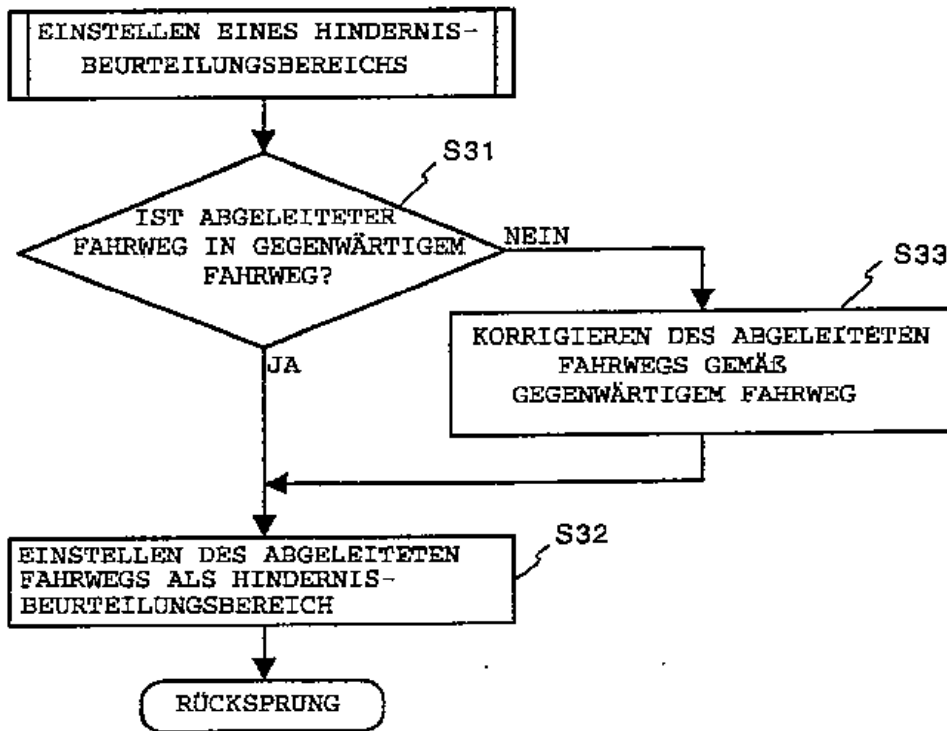 EINSTELLEN EINES HINDERNIS-
BEURTEILUNGSBEREICHS
S31
IST ABGELEITETER
FAHRWEG IN GEGENWÄRTIGEM
FAHRWEG?
NEIN
JA
S33
KORRIGIEREN DES ABGELEITETEN
FAHRWEGS GEMÄß
GEGENWÄRTIGEM FAHRWEG
S32
EINSTELLEN DES ABGELEITETEN
FAHRWEGS ALS HINDERNIS-
BEURTEILUNGSBEREICH
RÜCKSPRUNG